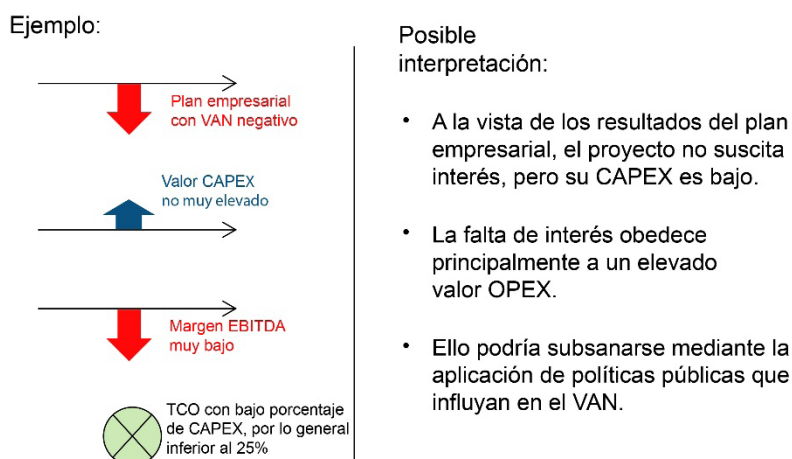 Ejemplo:
Plan empresarial
con VAN negativo
Valor CAPEX
no muy elevado
Margen EBITDA
muy bajo
TCO con bajo porcentaje
de CAPEX, por lo general
inferior al 25%
Posible
interpretación:
• A la vista de los resultados del plan
empresarial, el proyecto no suscita
interés, pero su CAPEX es bajo.
• La falta de interés obedece
principalmente a un elevado
valor OPEX.
• Ello podría subsanarse mediante la
aplicación de políticas públicas que
influyan en el VAN.